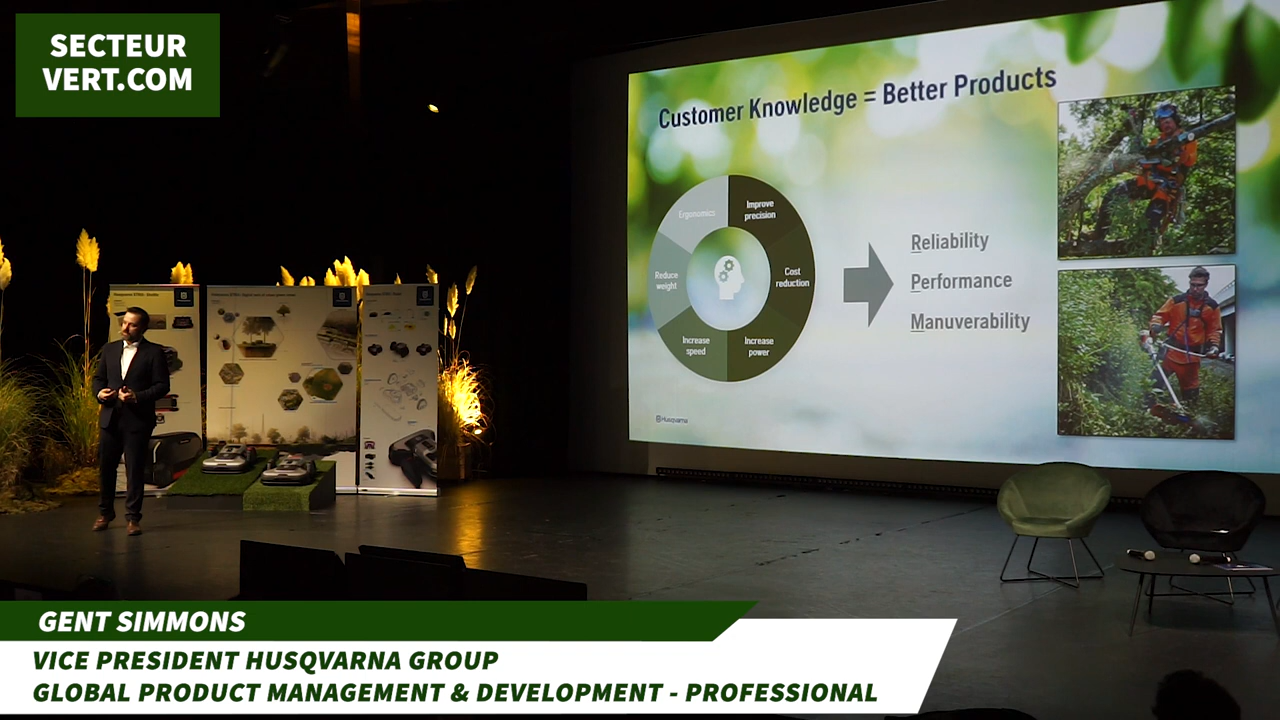 SECTEUR
VERT.COM
Customer Knowledge = Better Products
Ergonomics
Improve
precision
Reduce
weight
Cost
reduction
Increase
speed
Increase
power
Reliability
Performance
Manuverability
Husqvarna
GENT SIMMONS
VICE PRESIDENT HUSQVARNA GROUP
GLOBAL PRODUCT MANAGEMENT & DEVELOPMENT - PROFESSIONAL